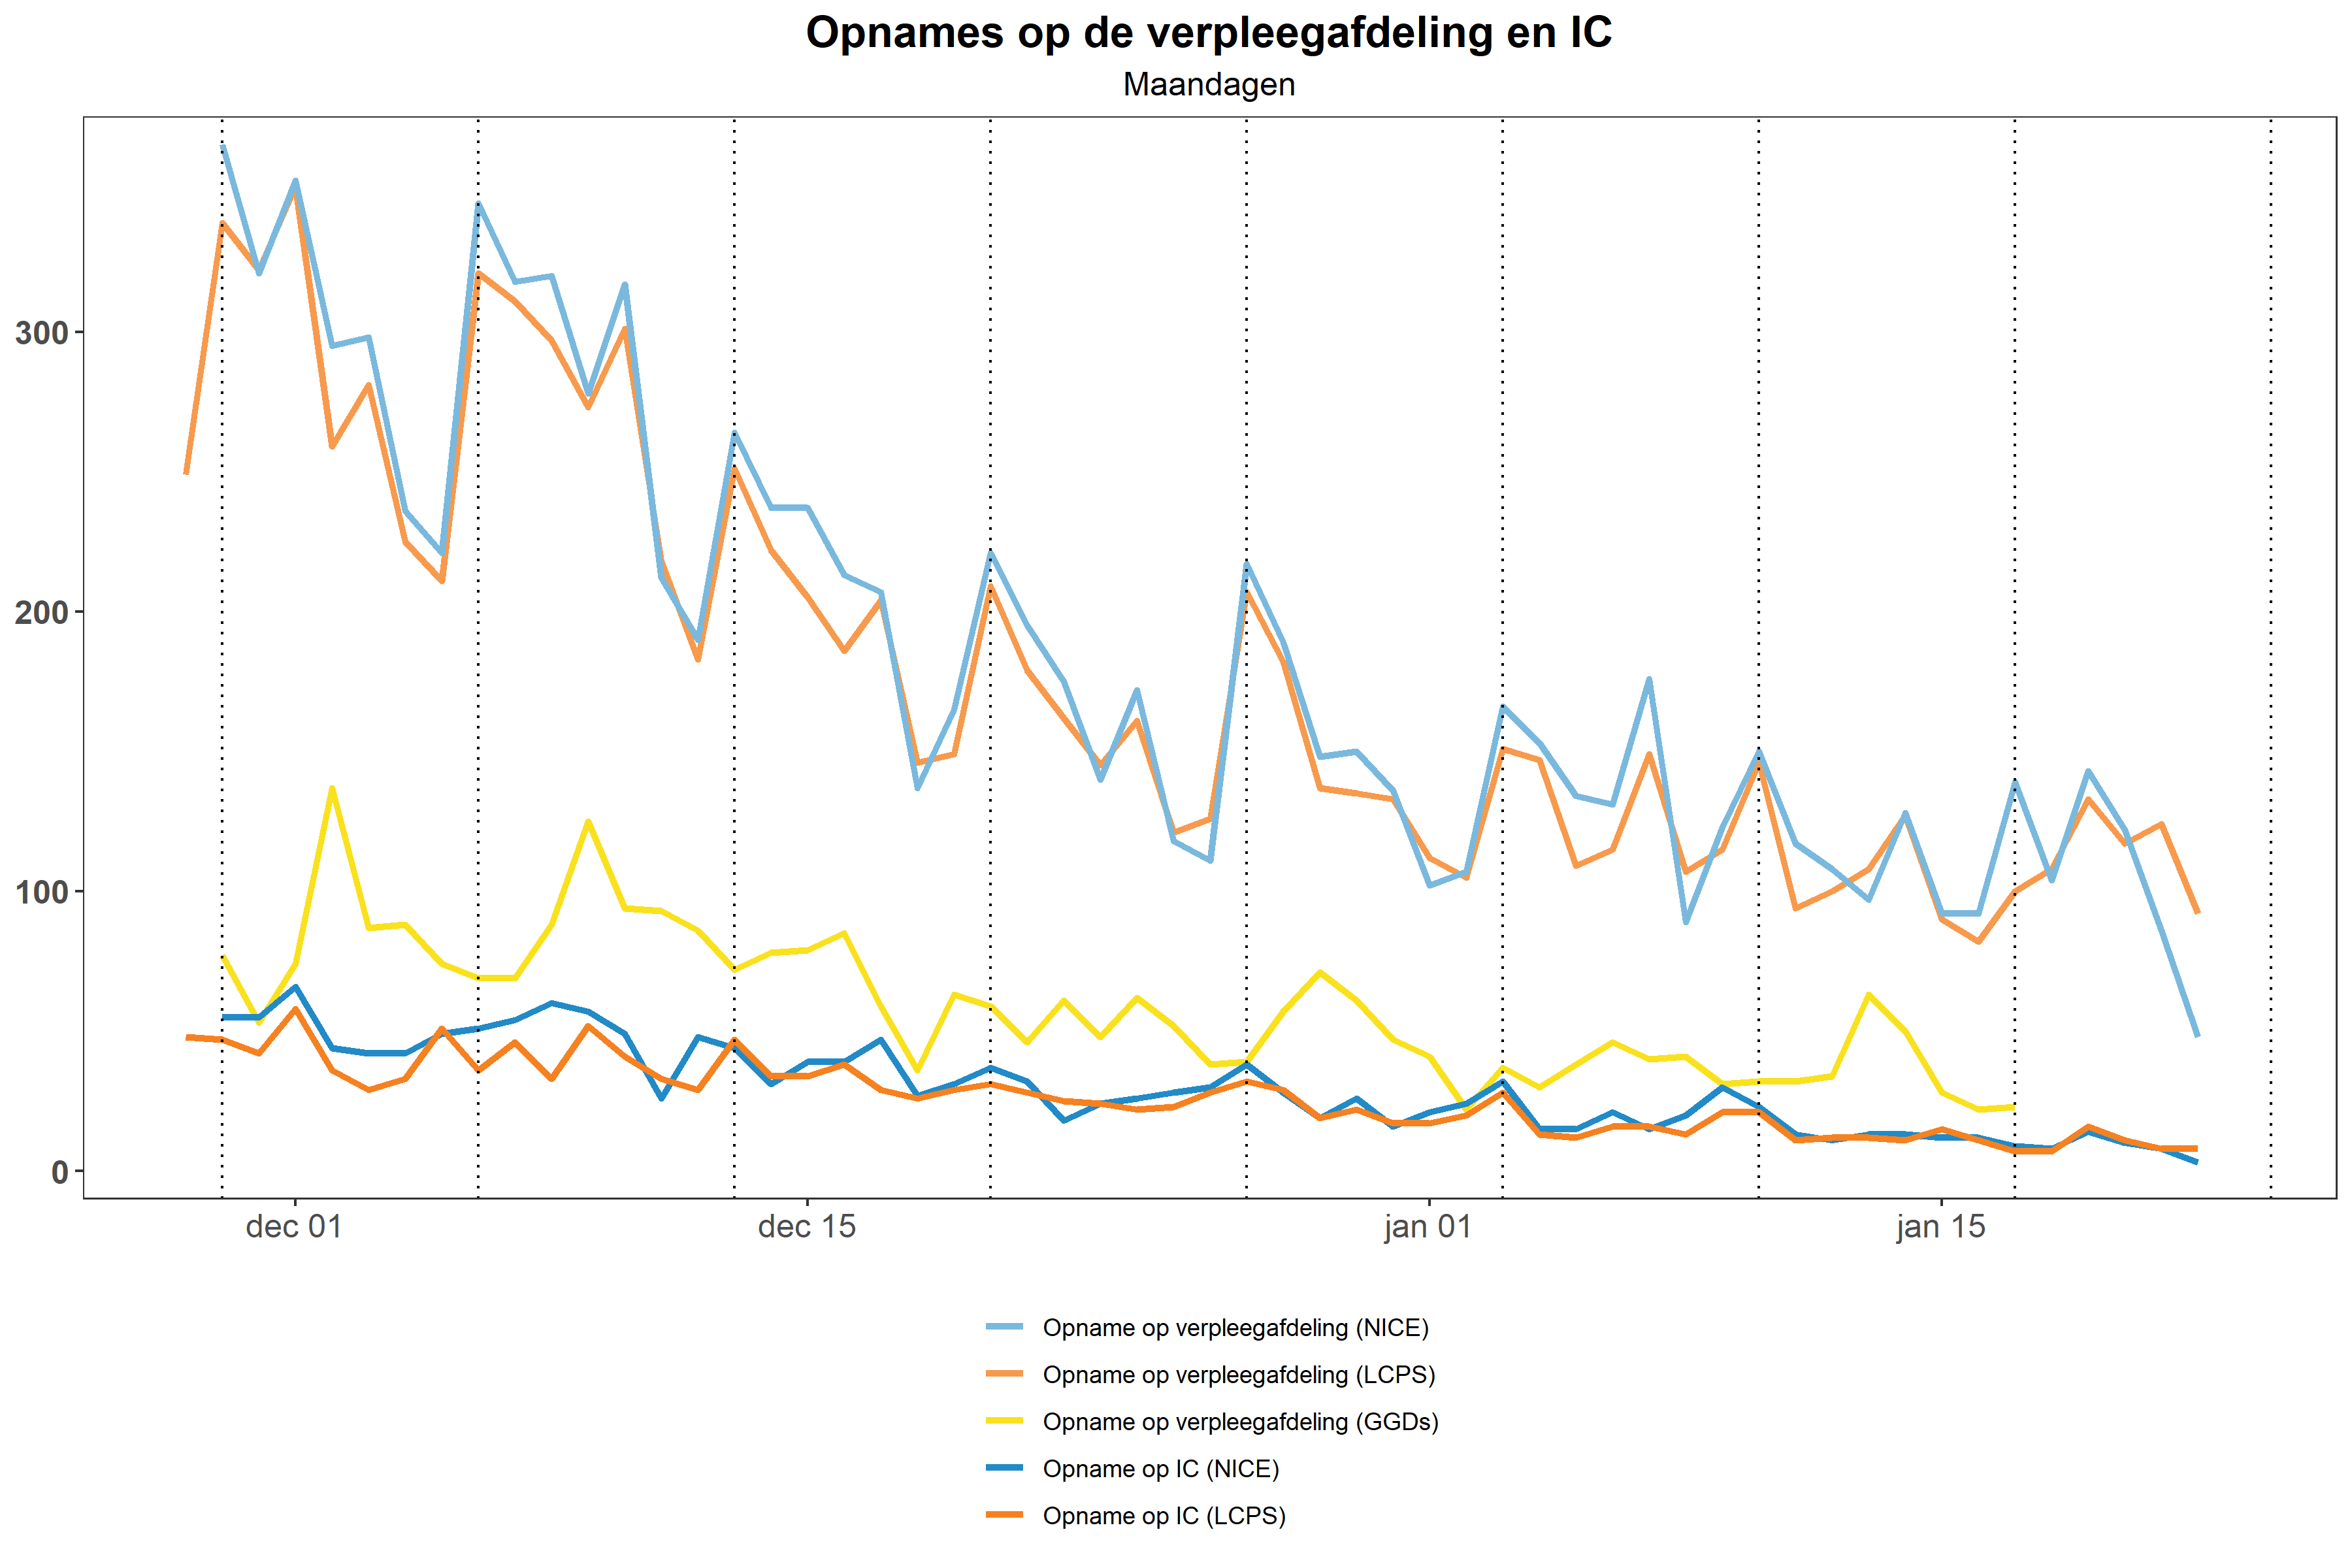 Opnames op de verpleegafdeling en IC
Maandagen
300
200
100
0
dec 01
dec 15
jan 01
jan 15
Opname op verpleegafdeling (NICE)
Opname op verpleegafdeling (LCPS)
Opname op verpleegafdeling (GGDs)
Opname op IC (NICE)
Opname op IC (LCPS)